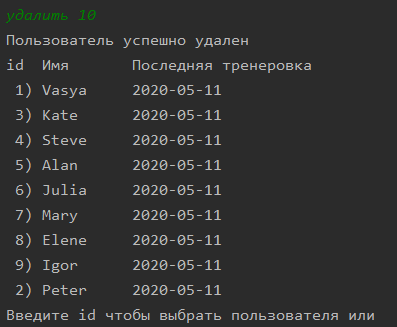 удалить 10
Пользователь успешно удален
id  Имя       Последняя тренировка
 1) Vasya     2020-05-11
 3) Kate      2020-05-11
 4) Steve     2020-05-11
 5) Alan      2020-05-11
 6) Julia     2020-05-11
 7) Mary      2020-05-11
 8) Elene     2020-05-11
 9) Igor      2020-05-11
 2) Peter     2020-05-11
Введите id чтобы выбрать пользователя или